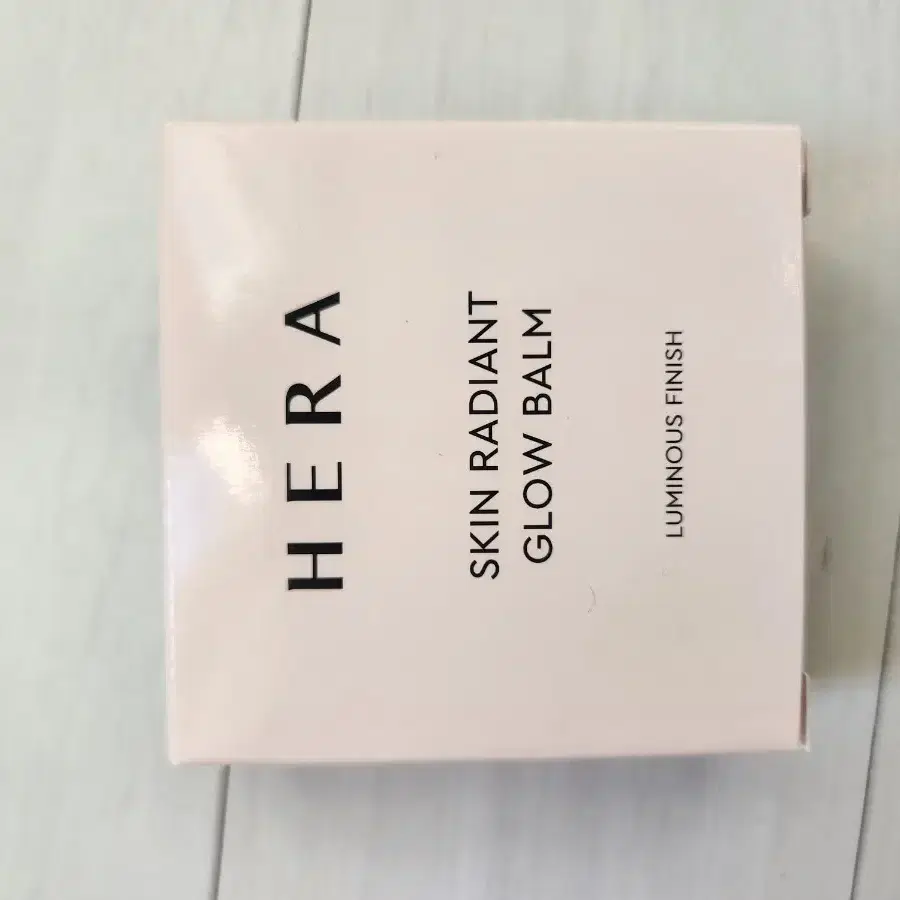 HERA
SKIN RADIANT
GLOW BALM
LUMINOUS FINISH